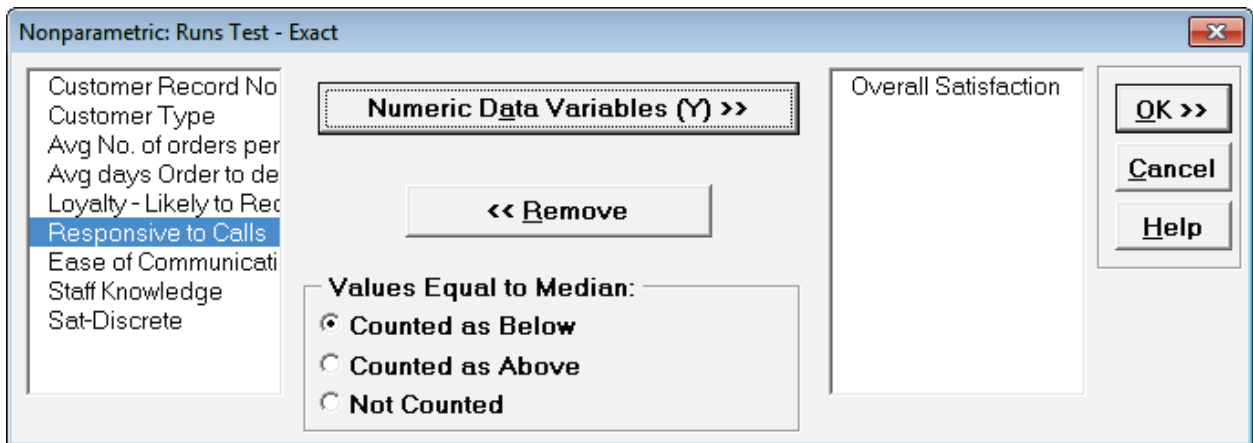 Nonparametric: Runs Test - Exact
Customer Record No
Customer Type
Avg No. of orders per
Avg days Order to de
Loyalty - Likely to Rec
Responsive to Calls
Ease of Communicati
Staff Knowledge
Sat-Discrete
Numeric Data Variables (Y) >>
<< Remove
Values Equal to Median:
Counted as Below
Counted as Above
Not Counted
Overall Satisfaction
OK >>
Cancel
Help